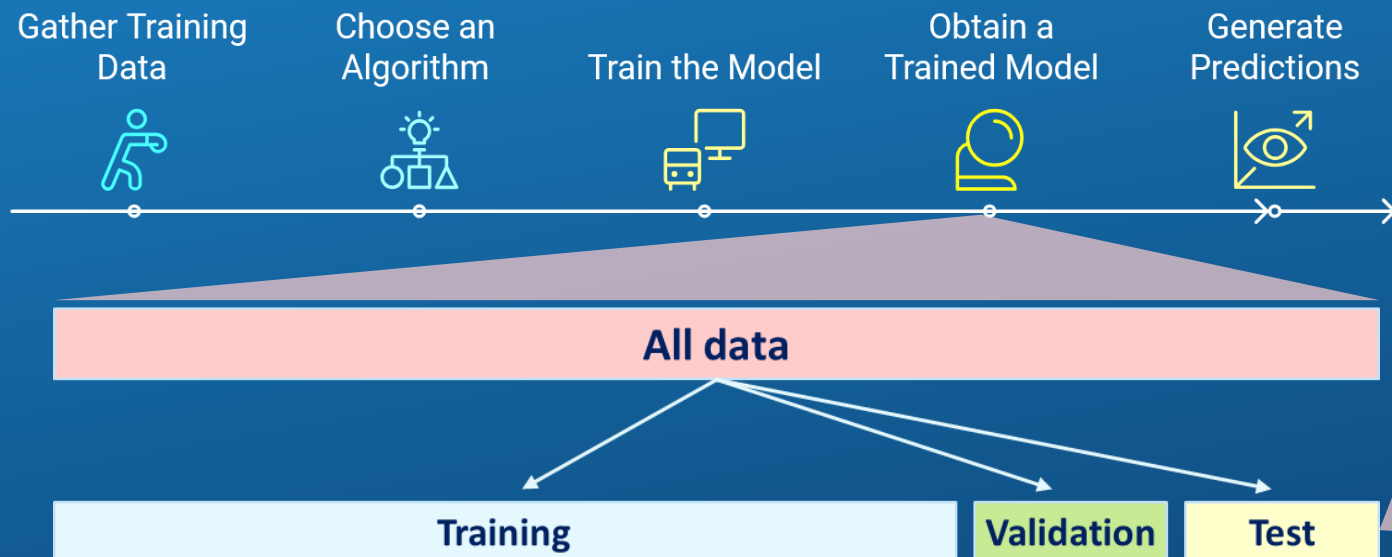 Gather Training
Data
Choose an
Algorithm
Train the Model
Obtain a
Trained Model
Generate
Predictions
All data
Training
Validation
Test